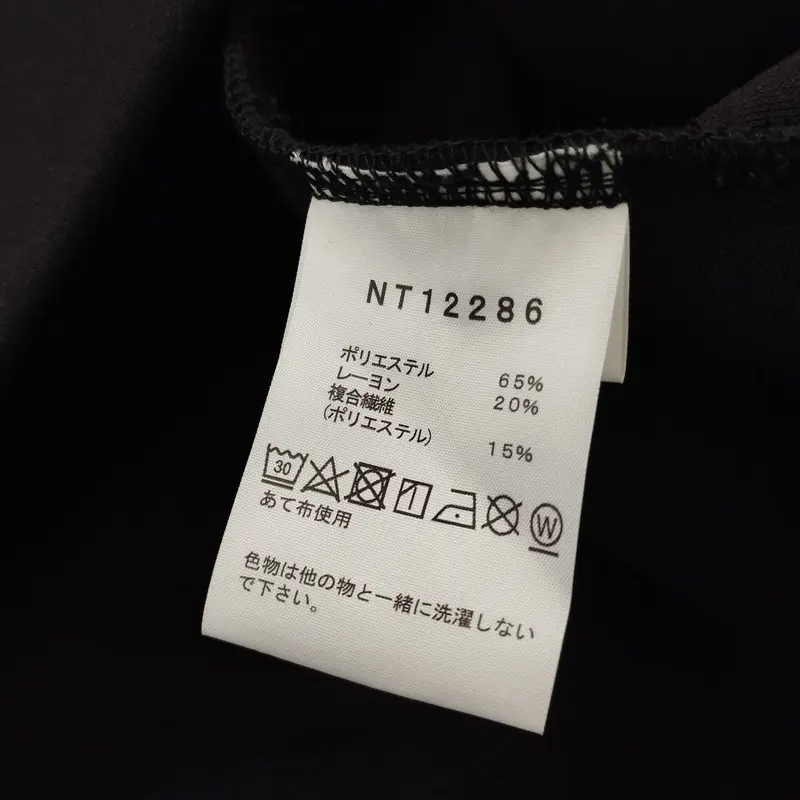 NT12286
ポリエステル 65%
レーヨン 20%
複合繊維
(ポリエステル) 15%
30
W
あて布使用
色物は他の物と一緒に洗濯しない
で下さい。